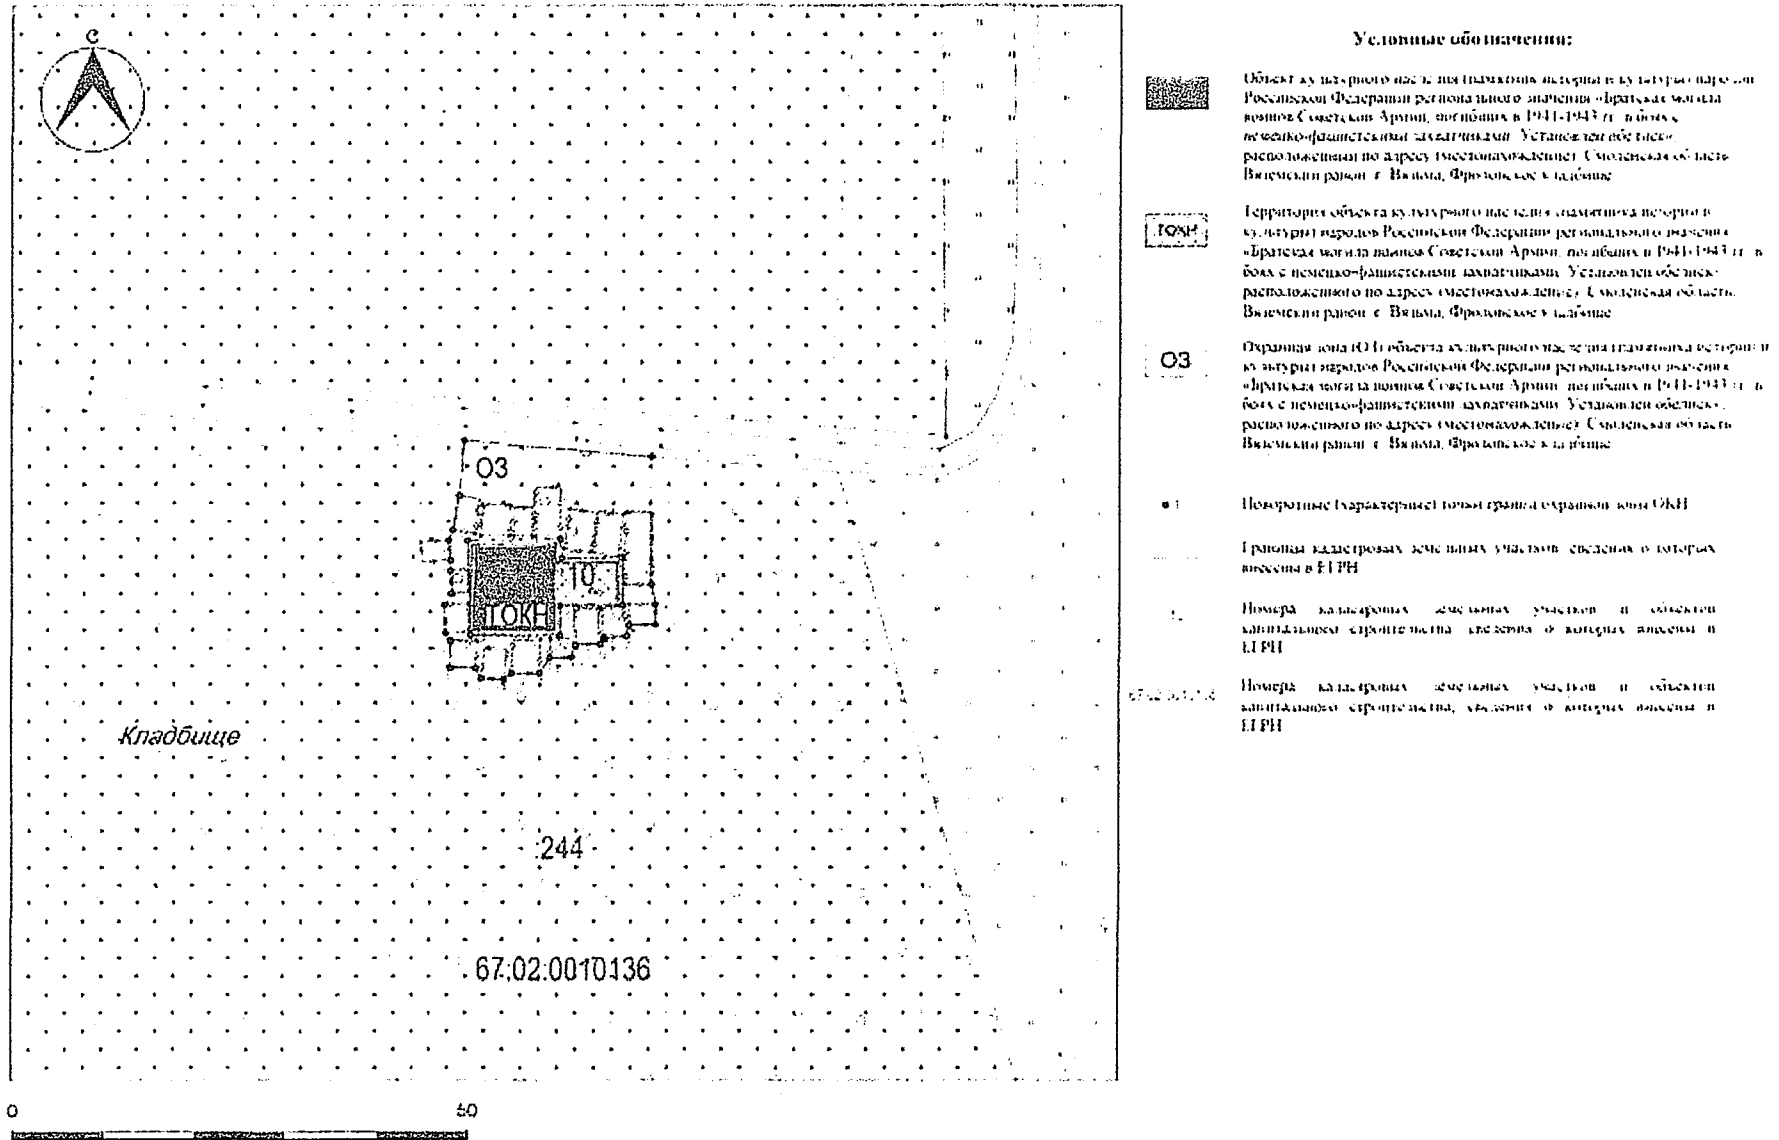 С
Условные обозначения:
Объект культурного наследия (памятник истории и культуры) народов
Российской Федерации регионального значения «Братская могила
воинов Советской Армии, погибших в 1941-1943 гг. в боях с
немецко-фашистскими захватчиками. Установлен обелиск»,
расположенный по адресу (местонахождение): Смоленская область
Вяземский район г. Вязьма, Фроловское кладбище
ТОКН
Территория объекта культурного наследия (памятника истории и
культуры) народов Российской Федерации регионального значения
«Братская могила воинов Советской Армии, погибших в 1941-1943 гг. в
боях с немецко-фашистскими захватчиками. Установлен обелиск»
расположенного по адресу (местонахождение): Смоленская область,
Вяземский район г. Вязьма, Фроловское кладбище
ОЗ
Охранная зона (ОЗ) объекта культурного наследия (памятника истории и
культуры) народов Российской Федерации регионального значения
«Братская могила воинов Советской Армии, погибших в 1941-1943 гг. в
боях с немецко-фашистскими захватчиками. Установлен обелиск»,
расположенного по адресу (местонахождение): Смоленская область
Вяземский район г. Вязьма, Фроловское кладбище
1
Поворотные (характерные) точки границ охранной зоны ОКН
Границы кадастровых земельных участков сведения о которых
внесены в ЕГРН
Номера кадастровых земельных участков и объектов
капитального строительства, сведения о которых внесены в
ЕГРН
Номера кадастровых земельных участков и объектов
капитального строительства, сведения о которых внесены в
ЕГРН
ОЗ
10
ТОКН
Кладбище
:244
67:02:0010136
0